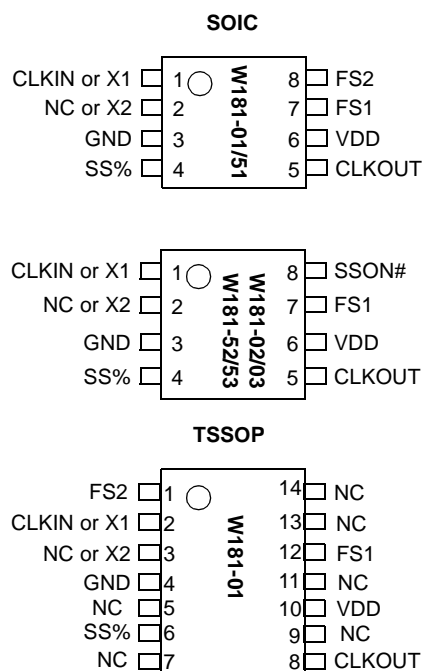 SOIC
CLKIN or X1 1 8 FS2
NC or X2 2 7 FS1
GND 3 6 VDD
SS% 4 5 CLKOUT
W181-01/51
CLKIN or X1 1 8 SSON#
NC or X2 2 7 FS1
GND 3 6 VDD
SS% 4 5 CLKOUT
W181-02/03
W181-52/53
TSSOP
FS2 1 14 NC
CLKIN or X1 2 13 NC
NC or X2 3 12 FS1
GND 4 11 NC
NC 5 10 VDD
SS% 6 9 NC
NC 7 8 CLKOUT
W181-01